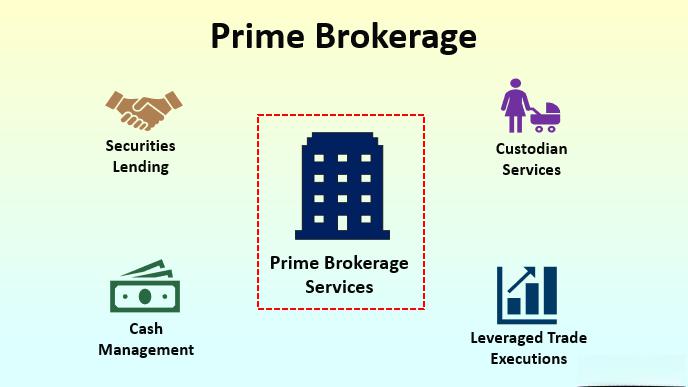 Prime Brokerage
Securities
Lending
Custodian
Services
Prime Brokerage
Services
Cash
Management
Leveraged Trade
Executions